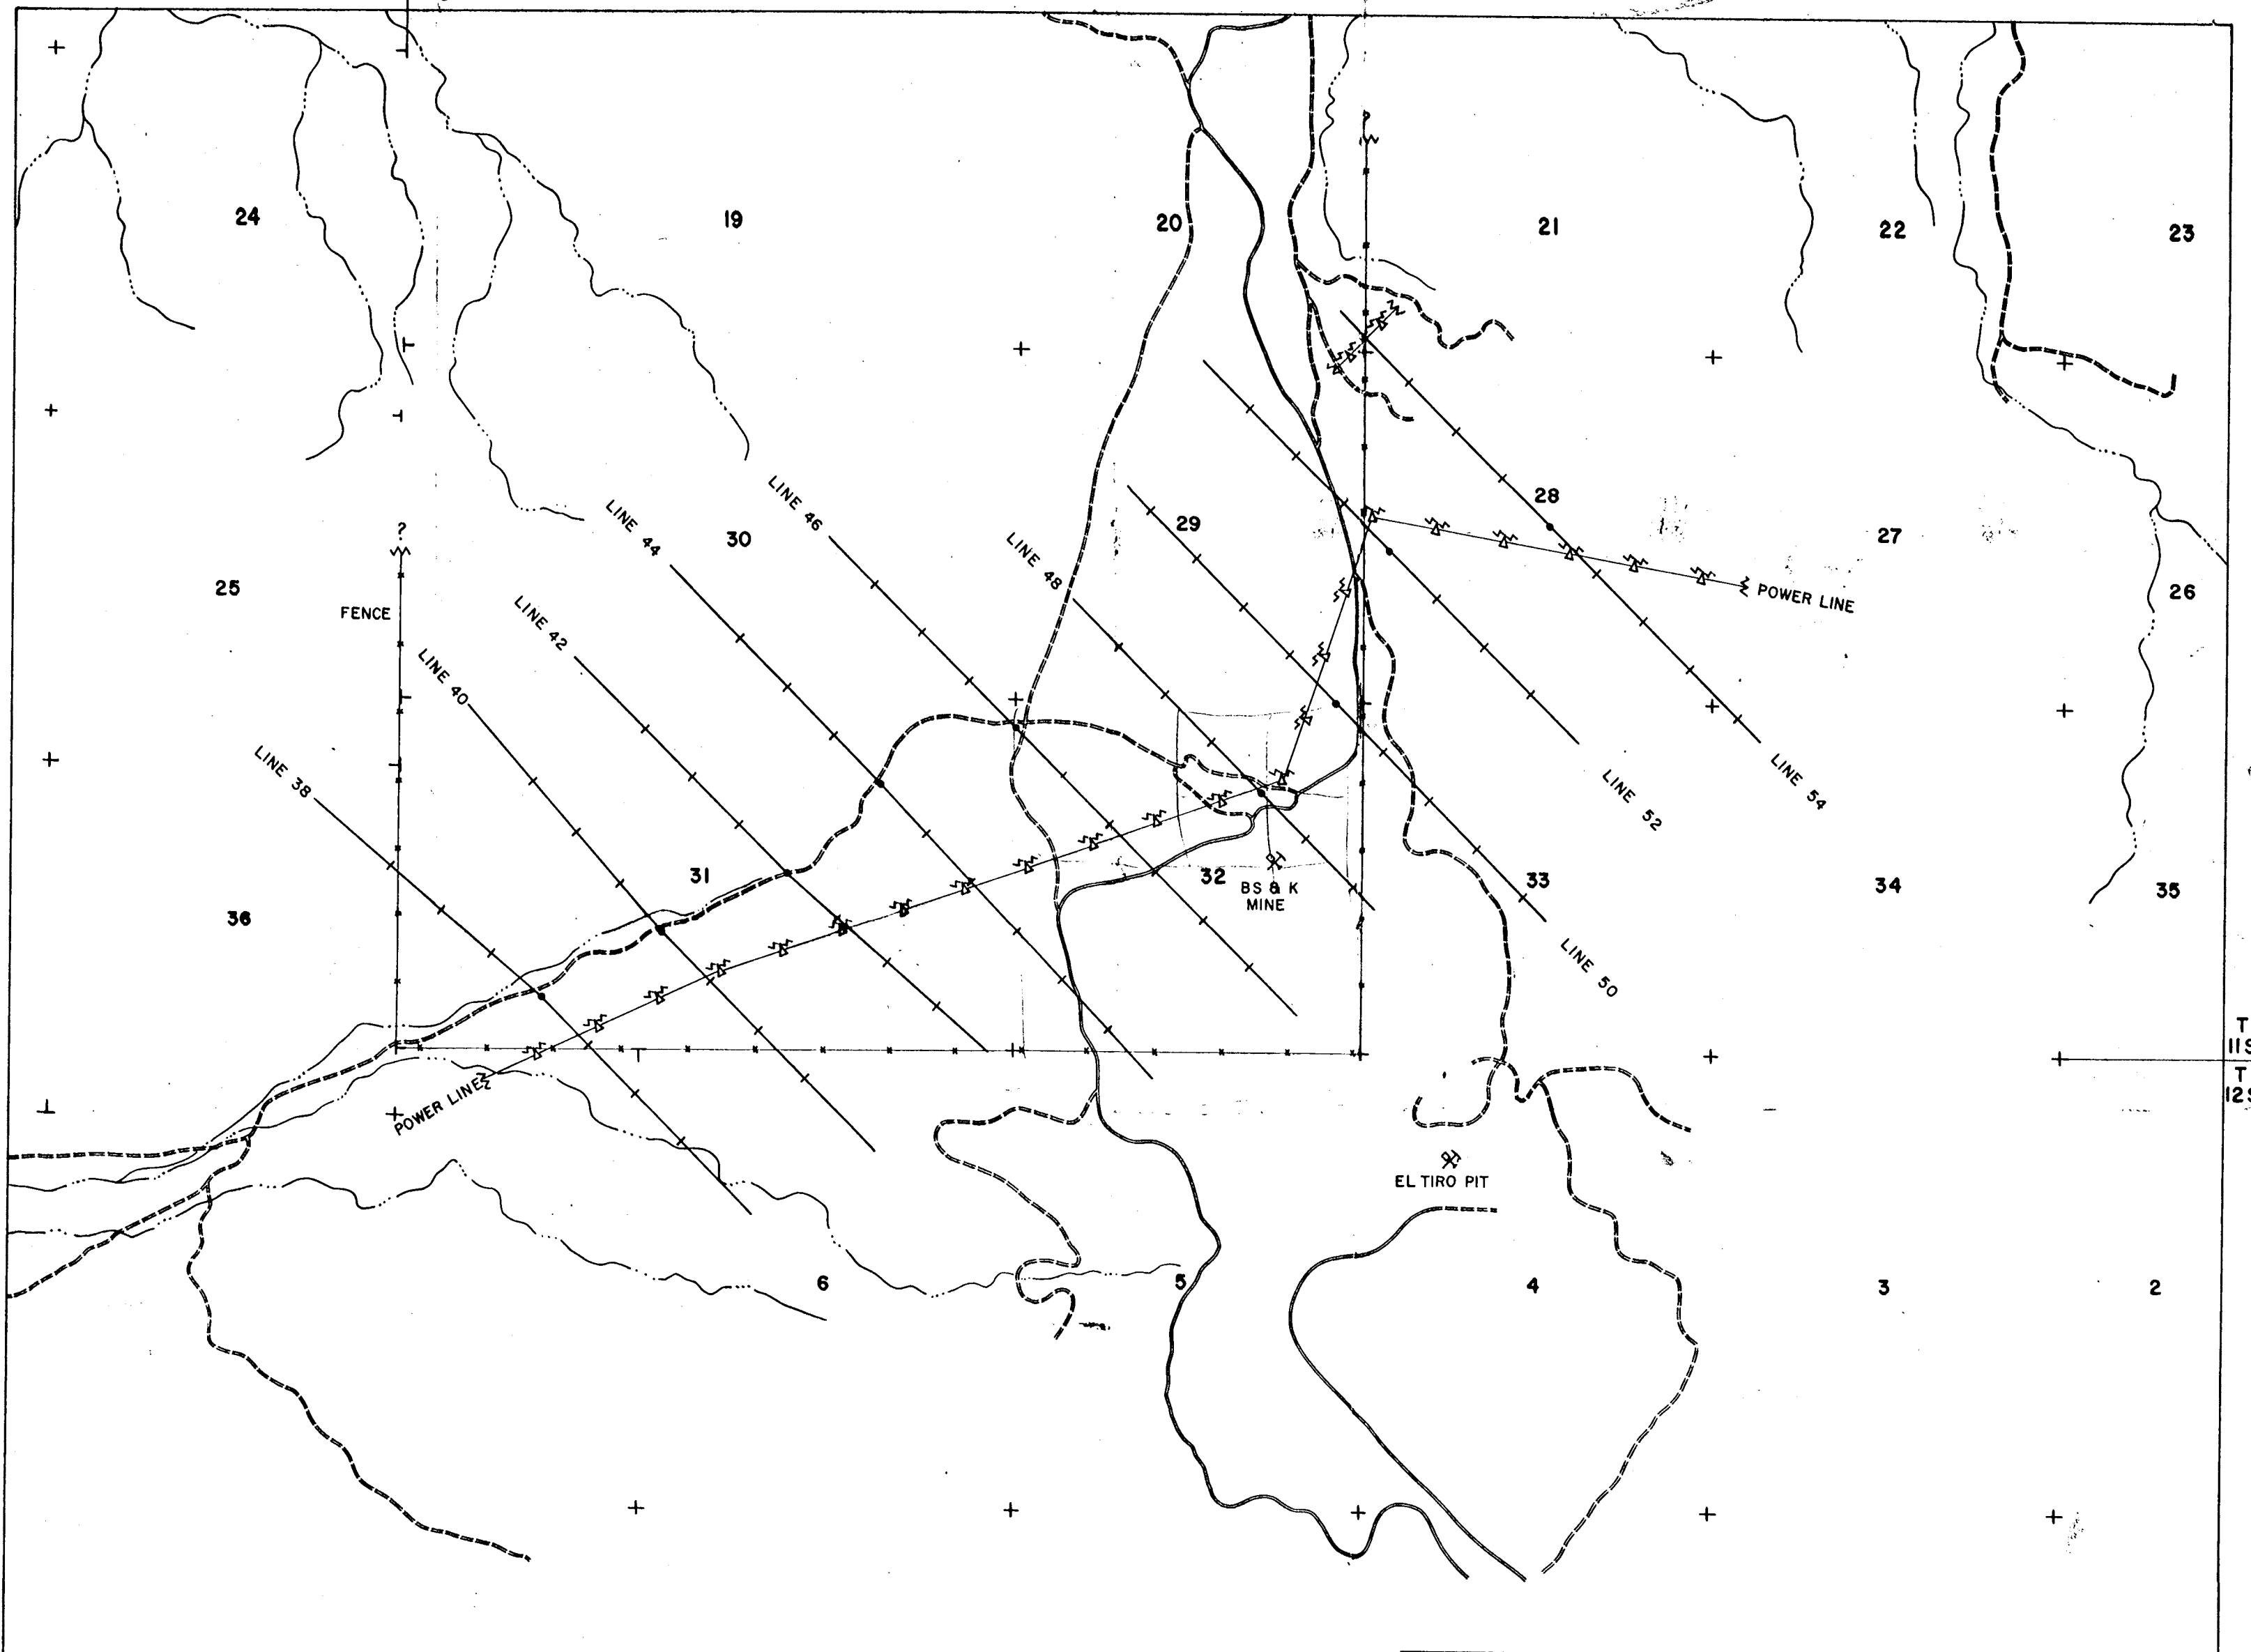 24
19
20
21
22
23
LINE 46
LINE 44
28
29
30
27
LINE 48
?
25
26
FENCE
POWER LINE
LINE 42
LINE 40
LINE 38
LINE 54
LINE 52
31
32
33
34
35
36
BS & K
MINE
LINE 50
T
11S
T
12S
POWER LINE
EL TIRO PIT
6
5
4
3
2